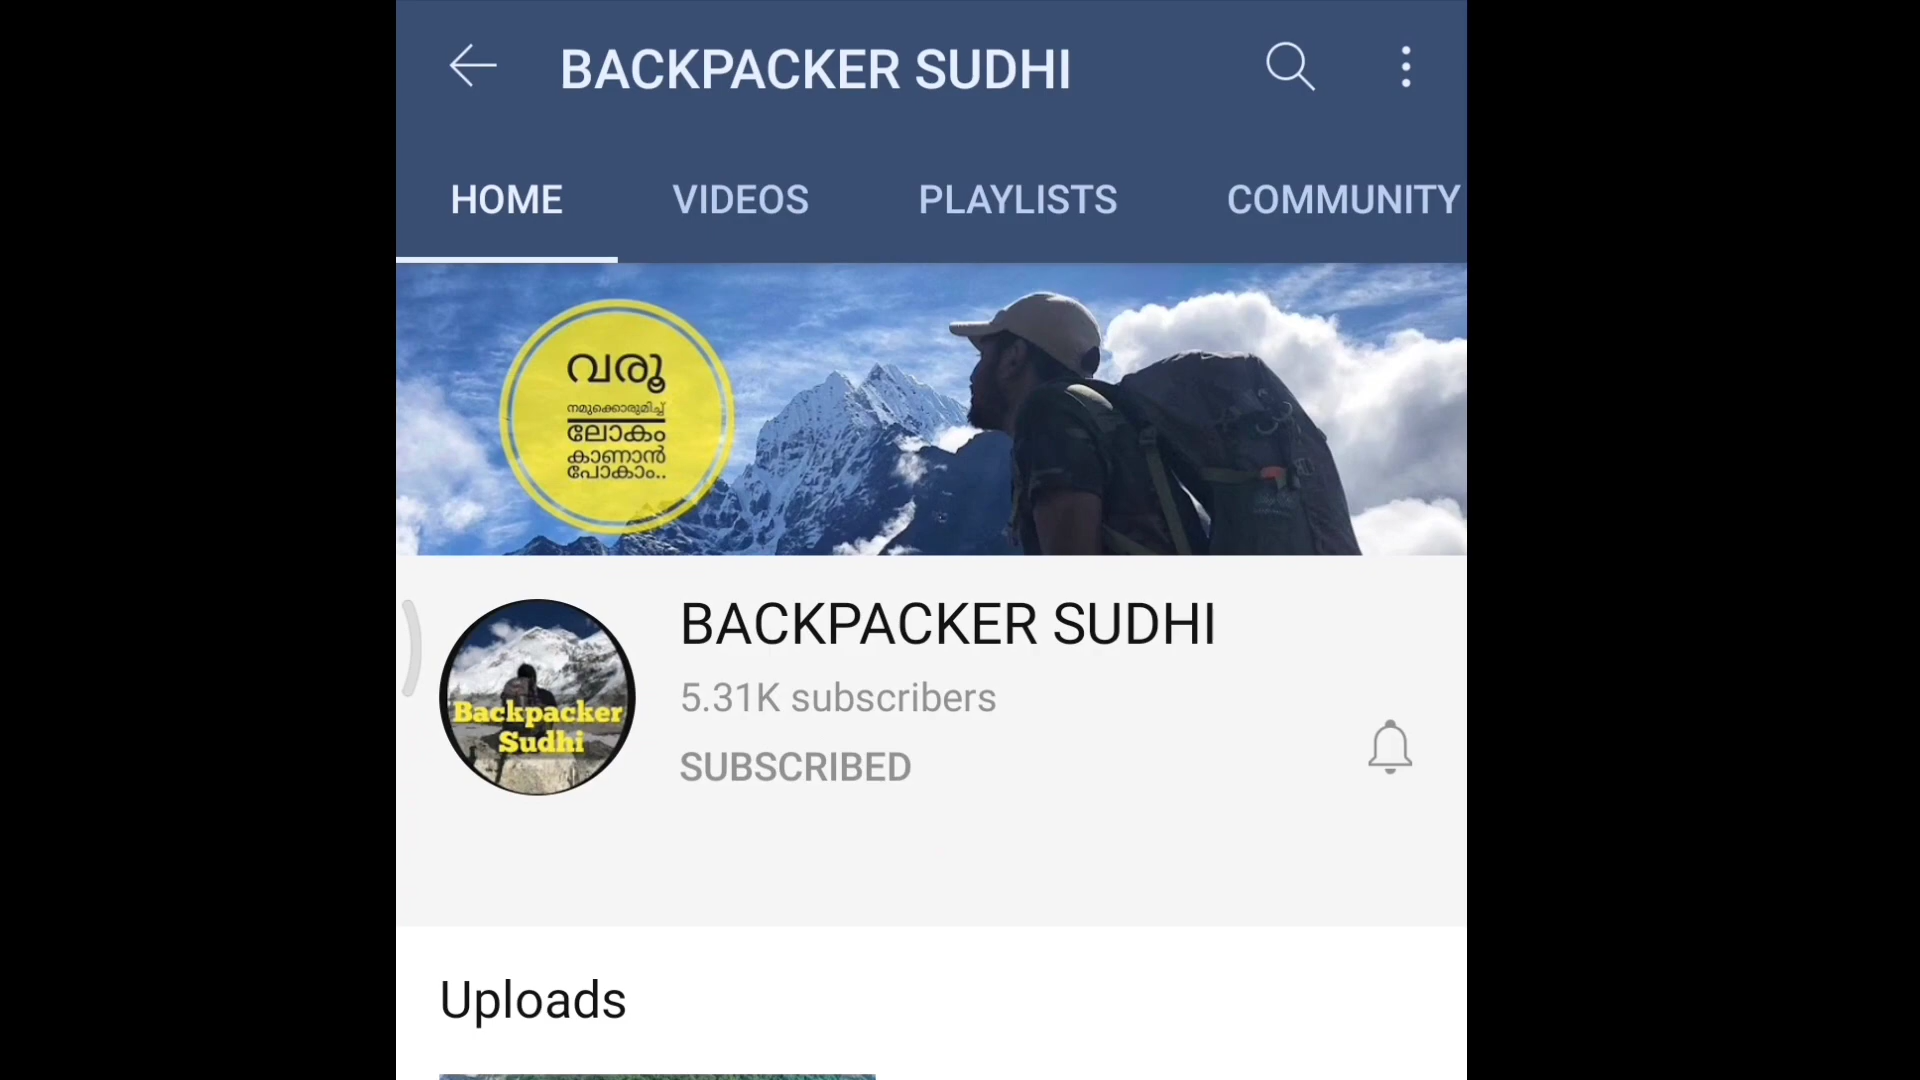 BACKPACKER SUDHI
HOME VIDEOS PLAYLISTS COMMUNITY
വരൂ
നമുക്കൊരുമിച്ച്
ലോകം
കാണാൻ
പോകാം..
BACKPACKER SUDHI
5.31K subscribers
SUBSCRIBED
Backpacker
Sudhi
Uploads